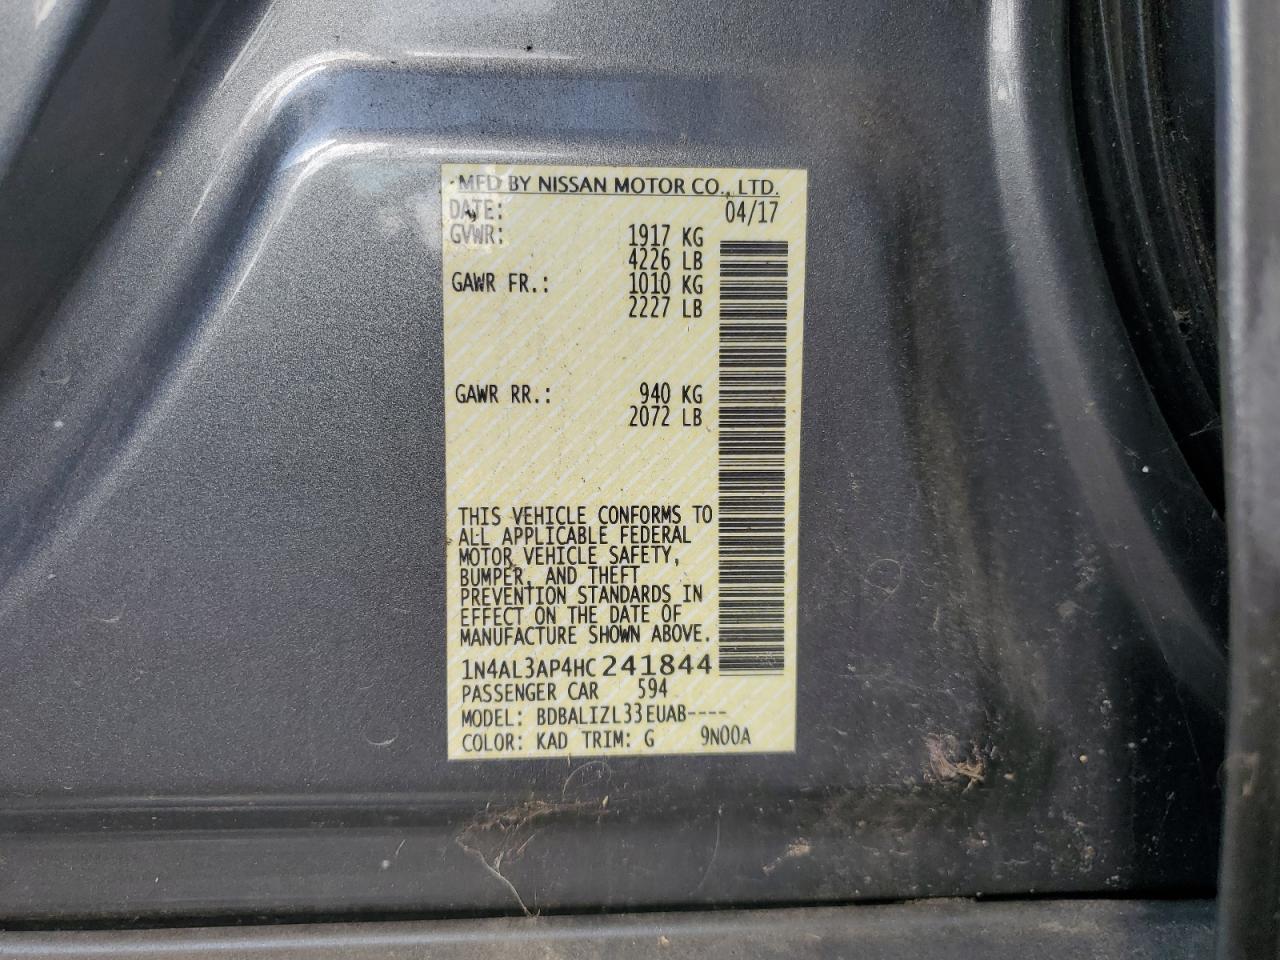 MFD BY NISSAN MOTOR CO., LTD.
DATE: 04/17
GVWR: 1917 KG
4226 LB
GAWR FR.: 1010 KG
2227 LB
GAWR RR.: 940 KG
2072 LB
THIS VEHICLE CONFORMS TO
ALL APPLICABLE FEDERAL
MOTOR VEHICLE SAFETY,
BUMPER, AND THEFT
PREVENTION STANDARDS IN
EFFECT ON THE DATE OF
MANUFACTURE SHOWN ABOVE.
1N4AL3AP4HC241844
PASSENGER CAR 594
MODEL: BDBALIZL33EUAB----
COLOR: KAD TRIM: G 9N00A